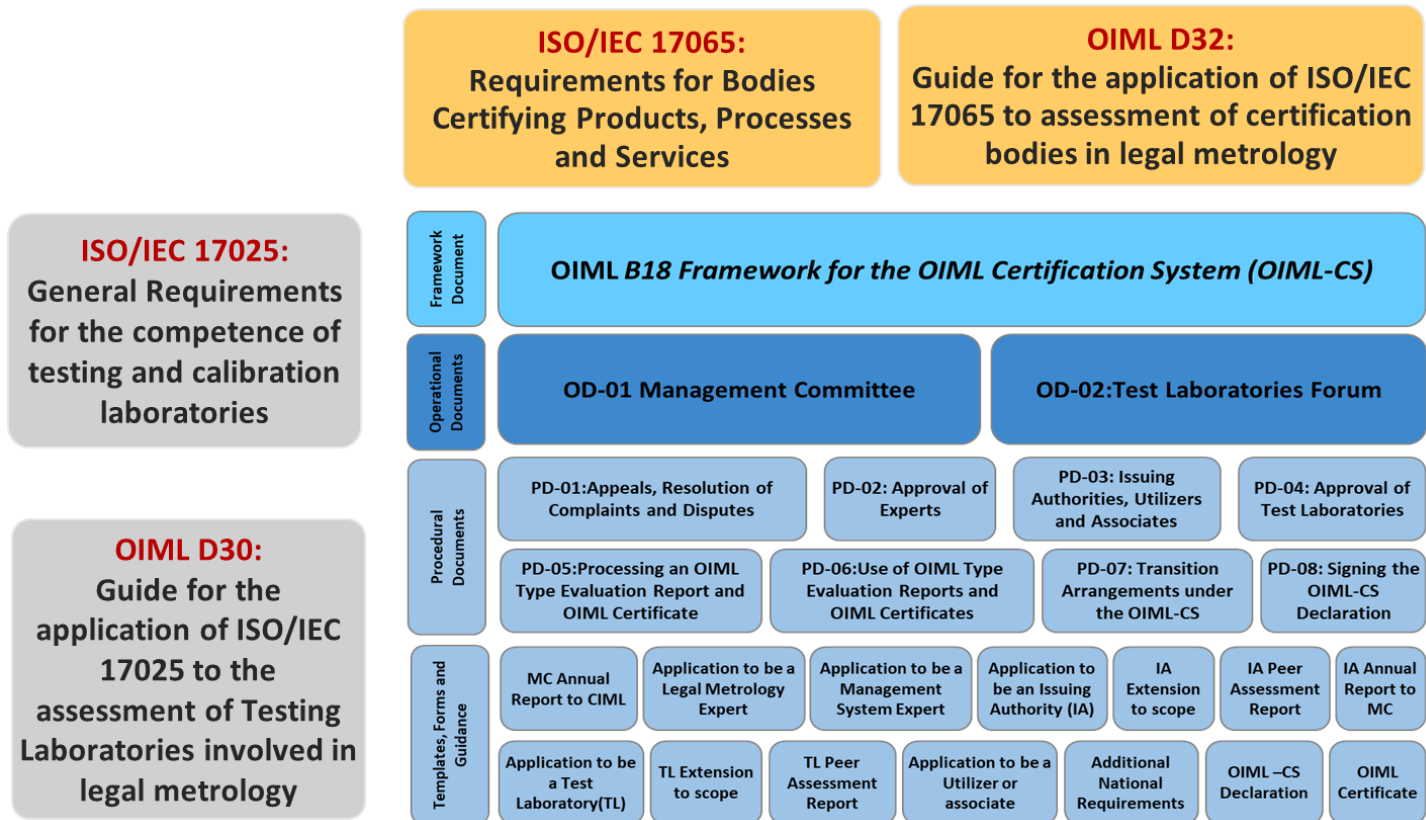 ISO/IEC 17065:
Requirements for Bodies
Certifying Products, Processes
and Services
OIML D32:
Guide for the application of ISO/IEC
17065 to assessment of certification
bodies in legal metrology
ISO/IEC 17025:
General Requirements
for the competence of
testing and calibration
laboratories
OIML D30:
Guide for the
application of ISO/IEC
17025 to the
assessment of Testing
Laboratories involved in
legal metrology
Framework
Document
OIML B18 Framework for the OIML Certification System (OIML-CS)
Operational
Documents
OD-01 Management Committee
OD-02:Test Laboratories Forum
Procedural
Documents
PD-01:Appeals, Resolution of
Complaints and Disputes
PD-02: Approval of
Experts
PD-03: Issuing
Authorities, Utilizers
and Associates
PD-04: Approval of
Test Laboratories
PD-05:Processing an OIML
Type Evaluation Report and
OIML Certificate
PD-06:Use of OIML Type
Evaluation Reports and
OIML Certificates
PD-07: Transition
Arrangements under
the OIML-CS
PD-08: Signing the
OIML-CS
Declaration
Templates, Forms and
Guidance
MC Annual
Report to CIML
Application to be a
Legal Metrology
Expert
Application to be a
Management
System Expert
Application to
be an Issuing
Authority (IA)
IA
Extension
to scope
IA Peer
Assessment
Report
IA Annual
Report to
MC
Application to be
a Test
Laboratory(TL)
TL Extension
to scope
TL Peer
Assessment
Report
Application to be a
Utilizer or
associate
Additional
National
Requirements
OIML –CS
Declaration
OIML
Certificate